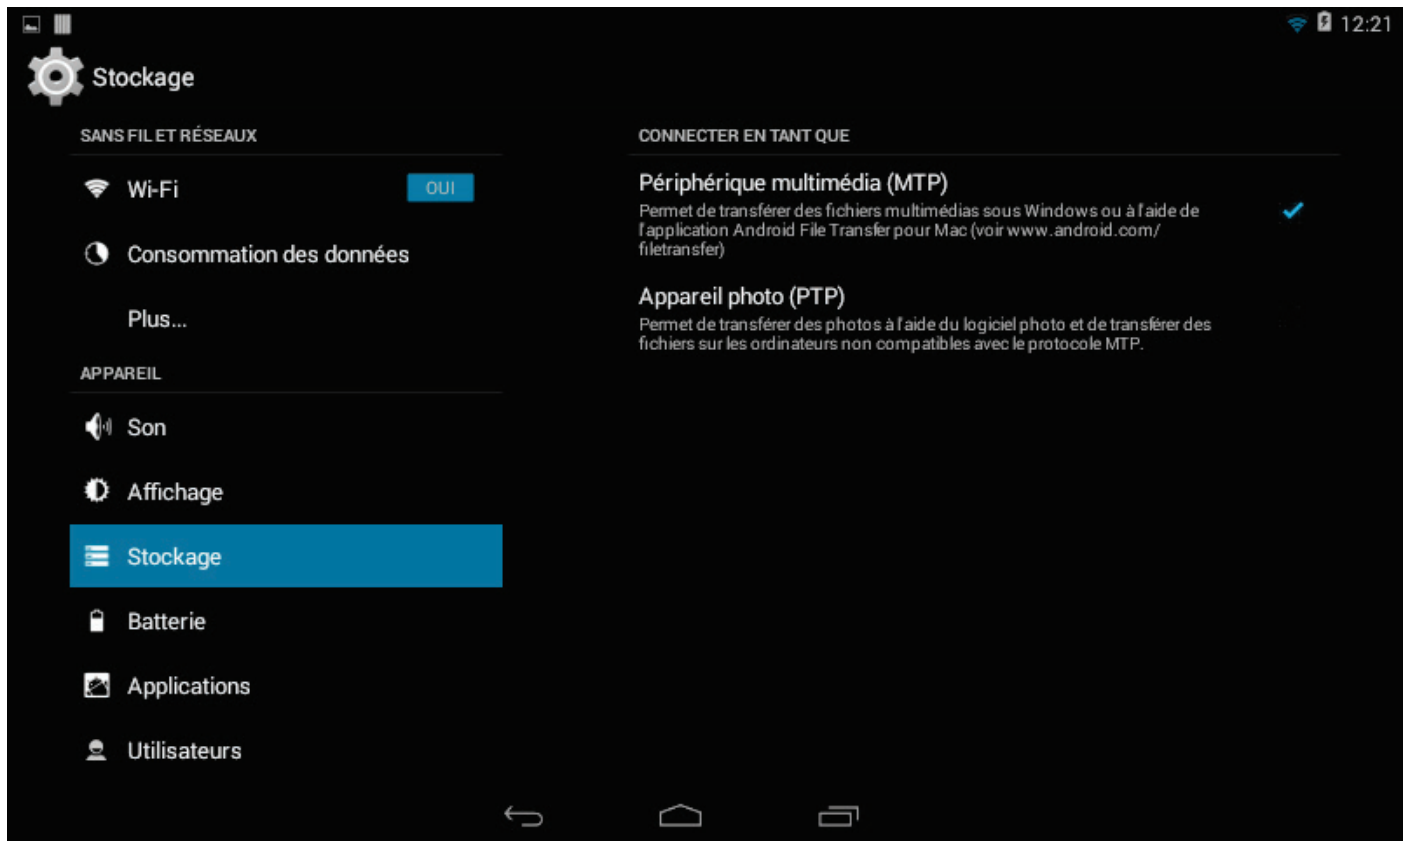 12:21
Stockage
SANS FIL ET RÉSEAUX
Wi-Fi
OUI
Consommation des données
Plus...
APPAREIL
Son
Affichage
Stockage
Batterie
Applications
Utilisateurs
CONNECTER EN TANT QUE
Périphérique multimédia (MTP)
Permet de transférer des fichiers multimédias sous Windows ou à l'aide de
l'application Android File Transfer pour Mac (voir www.android.com/
filetransfer)
Appareil photo (PTP)
Permet de transférer des photos à l'aide du logiciel photo et de transférer des
fichiers sur les ordinateurs non compatibles avec le protocole MTP.